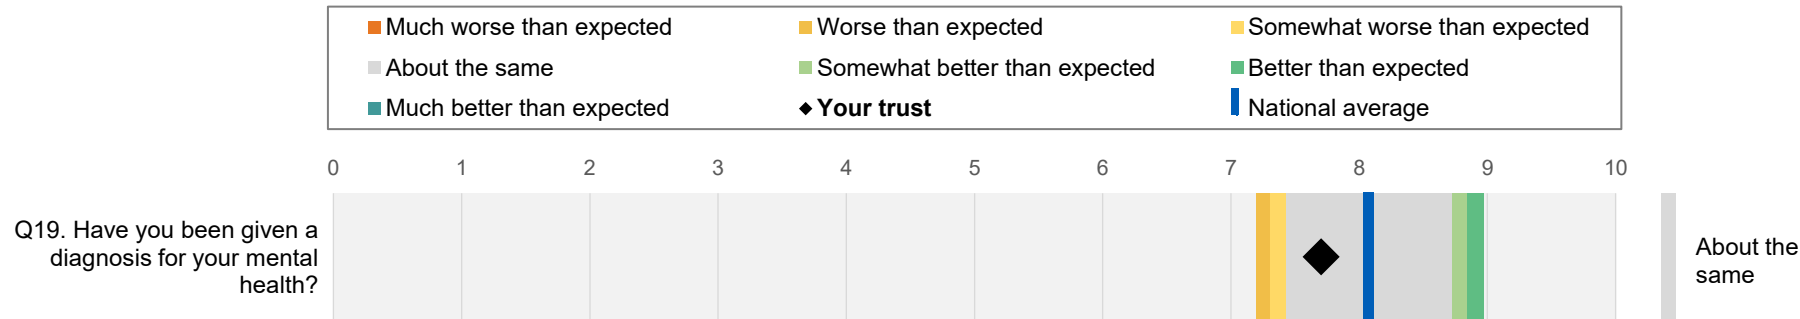 Much worse than expected
Worse than expected
Somewhat worse than expected
About the same
Somewhat better than expected
Better than expected
Much better than expected
Your trust
National average
0 1 2 3 4 5 6 7 8 9 10
Q19. Have you been given a
diagnosis for your mental
health?
About the
same